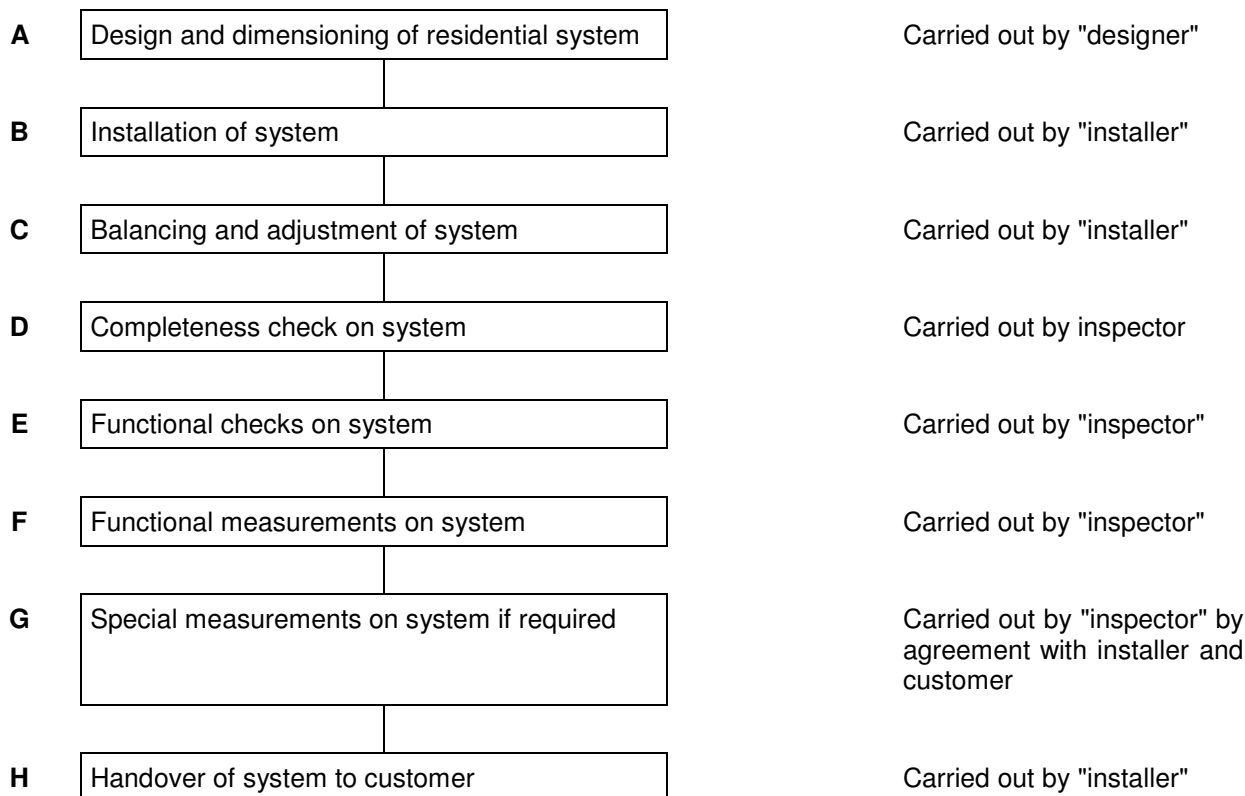 A Design and dimensioning of residential system Carried out by "designer"
B Installation of system Carried out by "installer"
C Balancing and adjustment of system Carried out by "installer"
D Completeness check on system Carried out by inspector
E Functional checks on system Carried out by "inspector"
F Functional measurements on system Carried out by "inspector"
G Special measurements on system if required Carried out by "inspector" by
agreement with installer and
customer
H Handover of system to customer Carried out by "installer"